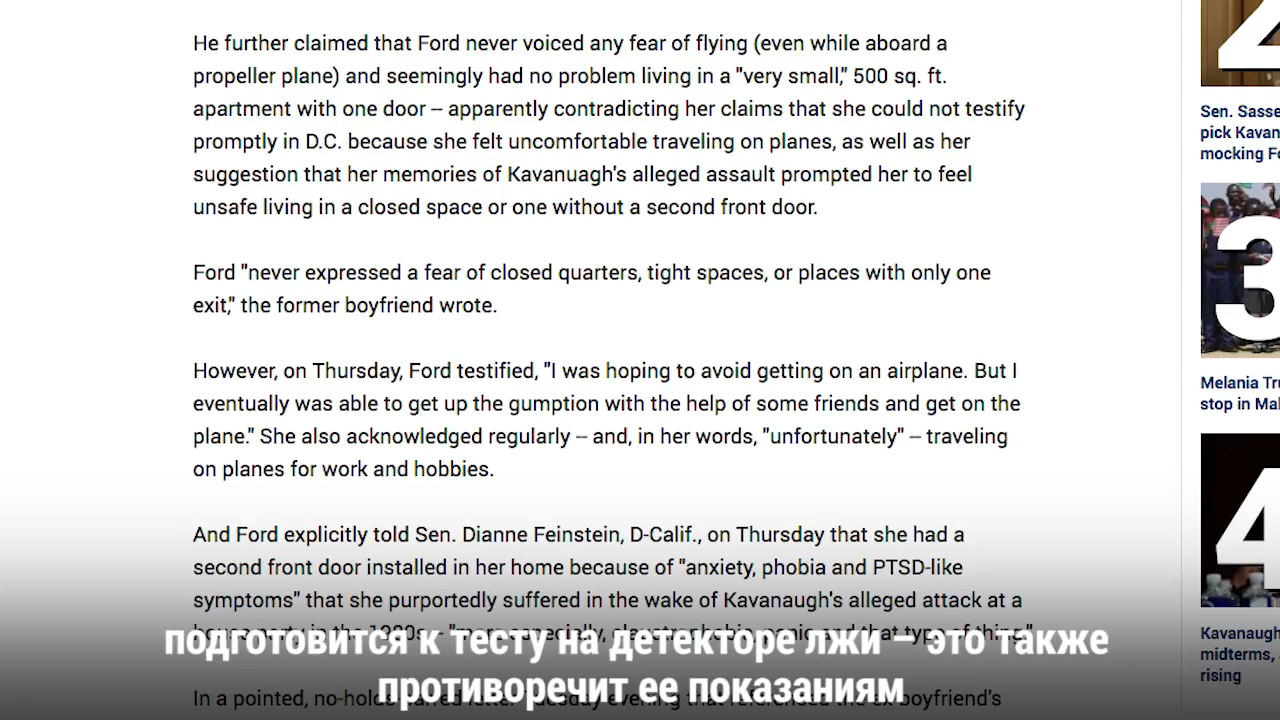 He further claimed that Ford never voiced any fear of flying (even while aboard a
propeller plane) and seemingly had no problem living in a "very small," 500 sq. ft.
apartment with one door -- apparently contradicting her claims that she could not testify
promptly in D.C. because she felt uncomfortable traveling on planes, as well as her
suggestion that her memories of Kavanuagh's alleged assault prompted her to feel
unsafe living in a closed space or one without a second front door.
Ford "never expressed a fear of closed quarters, tight spaces, or places with only one
exit," the former boyfriend wrote.
However, on Thursday, Ford testified, "I was hoping to avoid getting on an airplane. But I
eventually was able to get up the gumption with the help of some friends and get on the
plane." She also acknowledged regularly -- and, in her words, "unfortunately" -- traveling
on planes for work and hobbies.
And Ford explicitly told Sen. Dianne Feinstein, D-Calif., on Thursday that she had a
second front door installed in her home because of "anxiety, phobia and PTSD-like
symptoms" that she purportedly suffered in the wake of Kavanaugh's alleged attack at a
подготовится к тесту на детекторе лжи – это также
противоречит ее показаниям
In a pointed, boyfriend's
2
Sen. Sasse
pick Kavan
mocking Fo
3
Melania Tru
stop in Mal
4
Kavanaugh
midterms,
rising